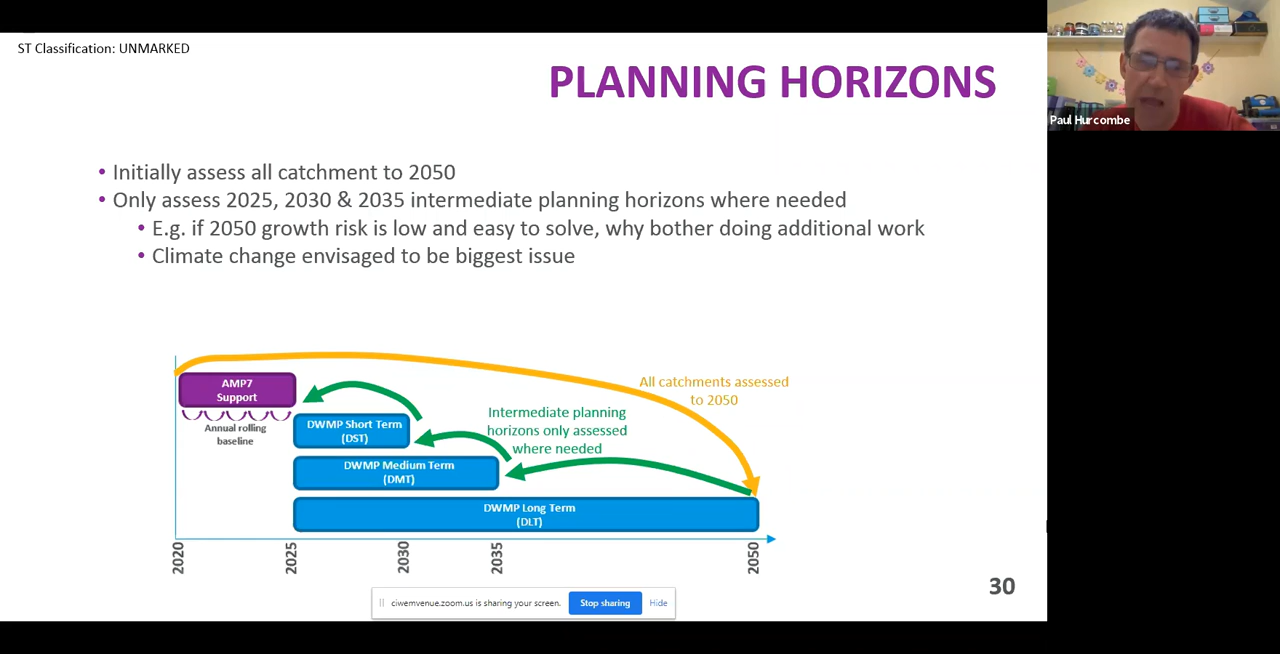 ST Classification: UNMARKED
PLANNING HORIZONS
Paul Hurcombe
• Initially assess all catchment to 2050
• Only assess 2025, 2030 & 2035 intermediate planning horizons where needed
• E.g. if 2050 growth risk is low and easy to solve, why bother doing additional work
• Climate change envisaged to be biggest issue
AMP7
Support
Annual rolling
baseline
DWMP Short Term
(DST)
DWMP Medium Term
(DMT)
DWMP Long Term
(DLT)
Intermediate planning
horizons only assessed
where needed
All catchments assessed
to 2050
2020
2025
2030
2035
2050
30
ciwemvenue.zoom.us is sharing your screen.
Stop sharing
Hide